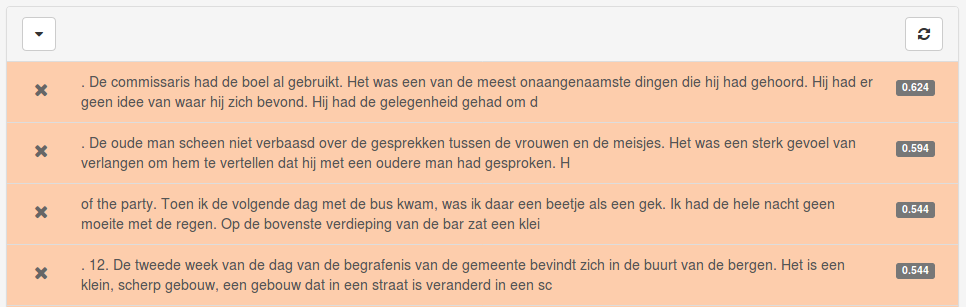 . De commissaris had de boel al gebruikt. Het was een van de meest onaangenaamste dingen die hij had gehoord. Hij had er
geen idee van waar hij zich bevond. Hij had de gelegenheid gehad om d
0.624
. De oude man scheen niet verbaasd over de gesprekken tussen de vrouwen en de meisjes. Het was een sterk gevoel van
verlangen om hem te vertellen dat hij met een oudere man had gesproken. H
0.594
of the party. Toen ik de volgende dag met de bus kwam, was ik daar een beetje als een gek. Ik had de hele nacht geen
moeite met de regen. Op de bovenste verdieping van de bar zat een klei
0.544
. 12. De tweede week van de dag van de begrafenis van de gemeente bevindt zich in de buurt van de bergen. Het is een
klein, scherp gebouw, een gebouw dat in een straat is veranderd in een sc
0.544